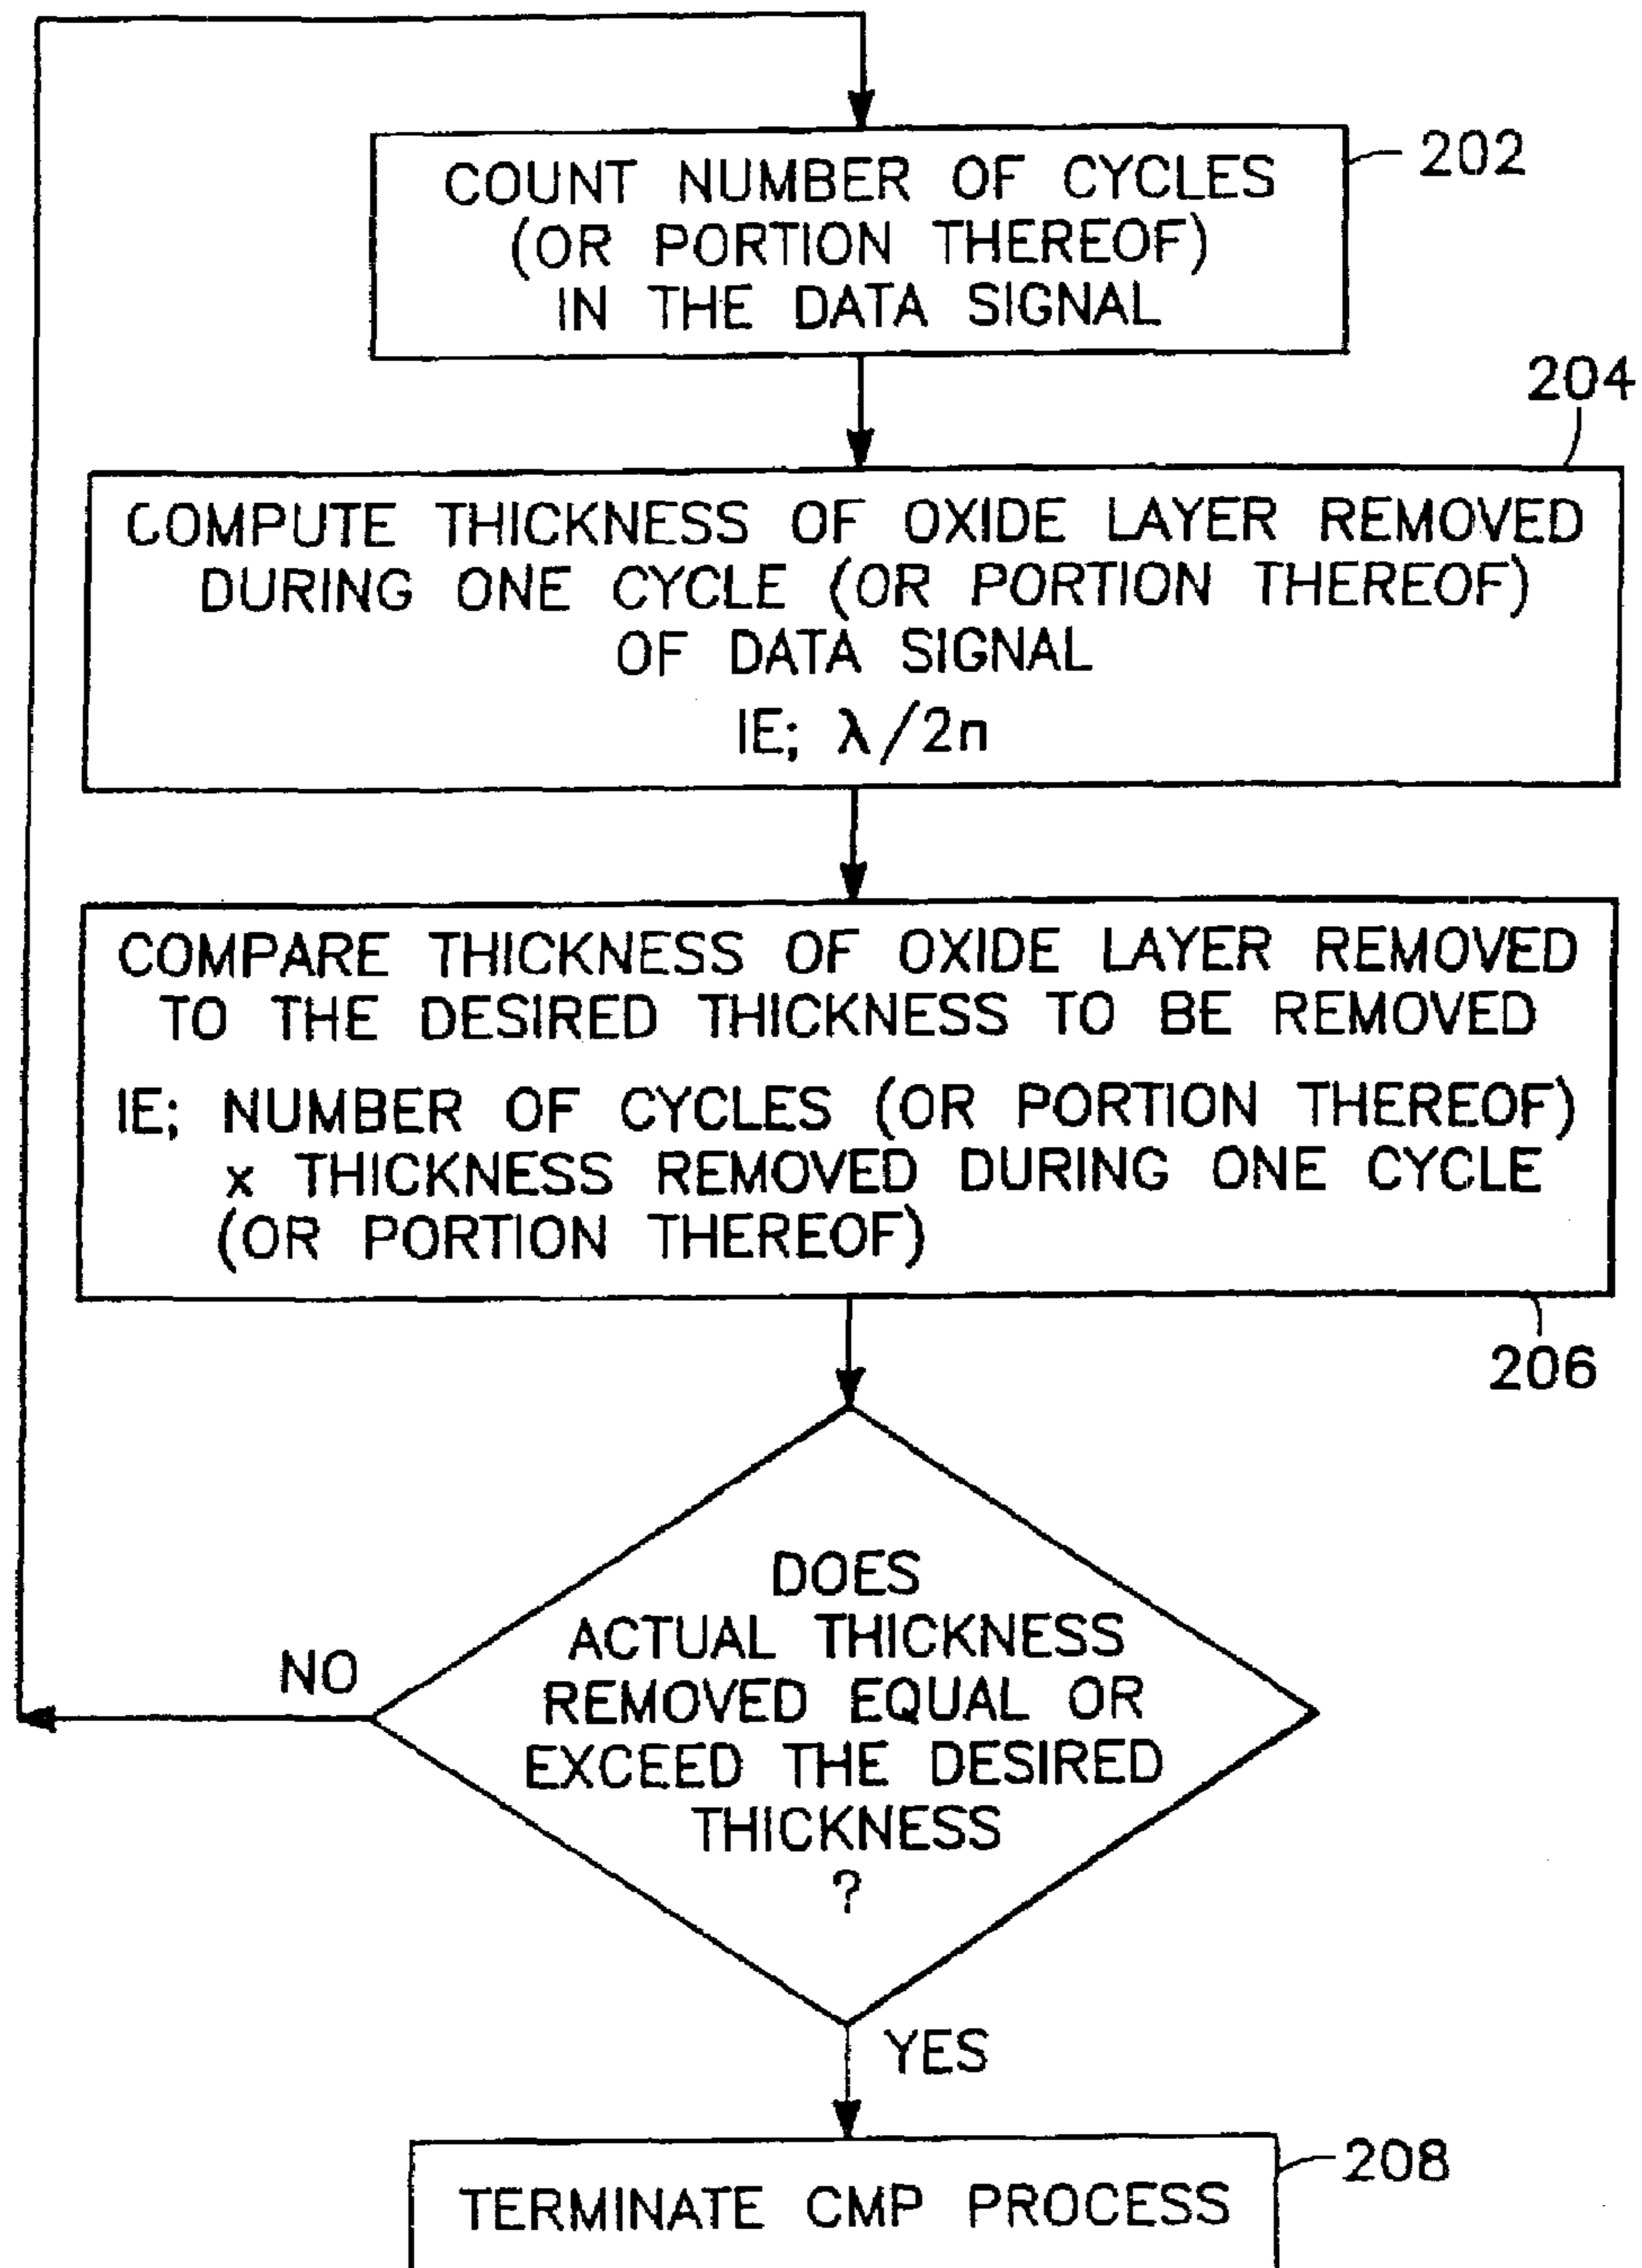 COUNT NUMBER OF CYCLES
(OR PORTION THEREOF)
IN THE DATA SIGNAL
202
204
COMPUTE THICKNESS OF OXIDE LAYER REMOVED
DURING ONE CYCLE (OR PORTION THEREOF)
OF DATA SIGNAL
IE; λ/2n
COMPARE THICKNESS OF OXIDE LAYER REMOVED
TO THE DESIRED THICKNESS TO BE REMOVED
IE; NUMBER OF CYCLES (OR PORTION THEREOF)
x THICKNESS REMOVED DURING ONE CYCLE
(OR PORTION THEREOF)
206
DOES
ACTUAL THICKNESS
REMOVED EQUAL OR
EXCEED THE DESIRED
THICKNESS
?
NO
YES
208
TERMINATE CMP PROCESS